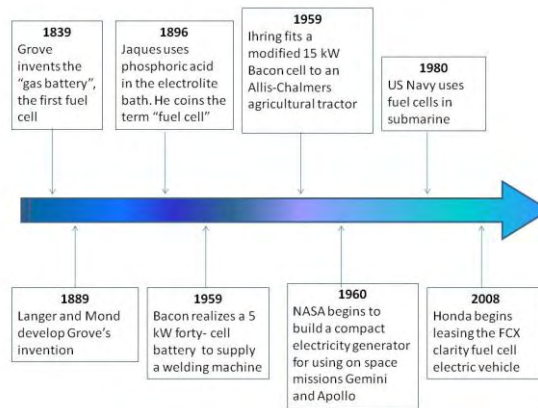 1839
Grove
invents the
“gas battery”,
the first fuel
cell
1896
Jaques uses
phosphoric acid
in the electrolite
bath. He coins the
term “fuel cell”
1959
Ihring fits a
modified 15 kW
Bacon cell to an
Allis-Chalmers
agricultural tractor
1980
US Navy uses
fuel cells in
submarine
1889
Langer and Mond
develop Grove’s
invention
1959
Bacon realizes a 5
kW forty- cell
battery to supply
a welding machine
1960
NASA begins to
build a compact
electricity generator
for using on space
missions Gemini
and Apollo
2008
Honda begins
leasing the FCX
clarity fuel cell
electric vehicle